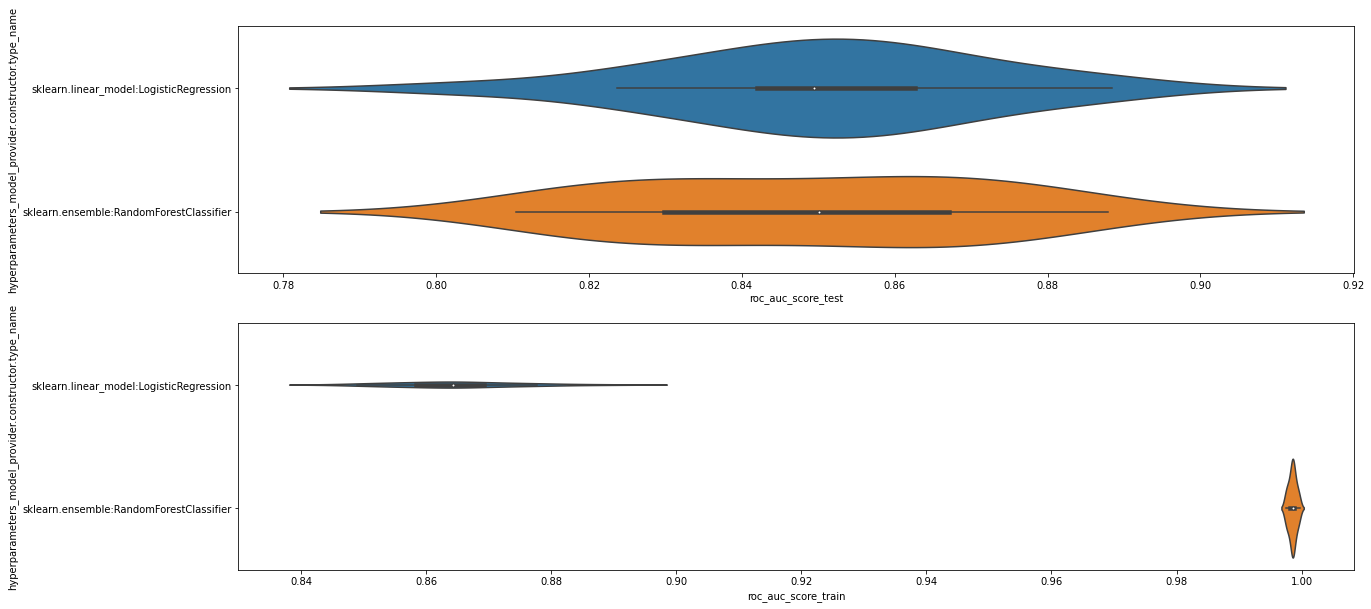 hyperparameters_model_provider.constructor.type_name
sklearn.linear_model:LogisticRegression
sklearn.ensemble:RandomForestClassifier
0.78 0.80 0.82 0.84 0.86 0.88 0.90 0.92
roc_auc_score_test
hyperparameters_model_provider.constructor.type_name
sklearn.linear_model:LogisticRegression
sklearn.ensemble:RandomForestClassifier
0.84 0.86 0.88 0.90 0.92 0.94 0.96 0.98 1.00
roc_auc_score_train